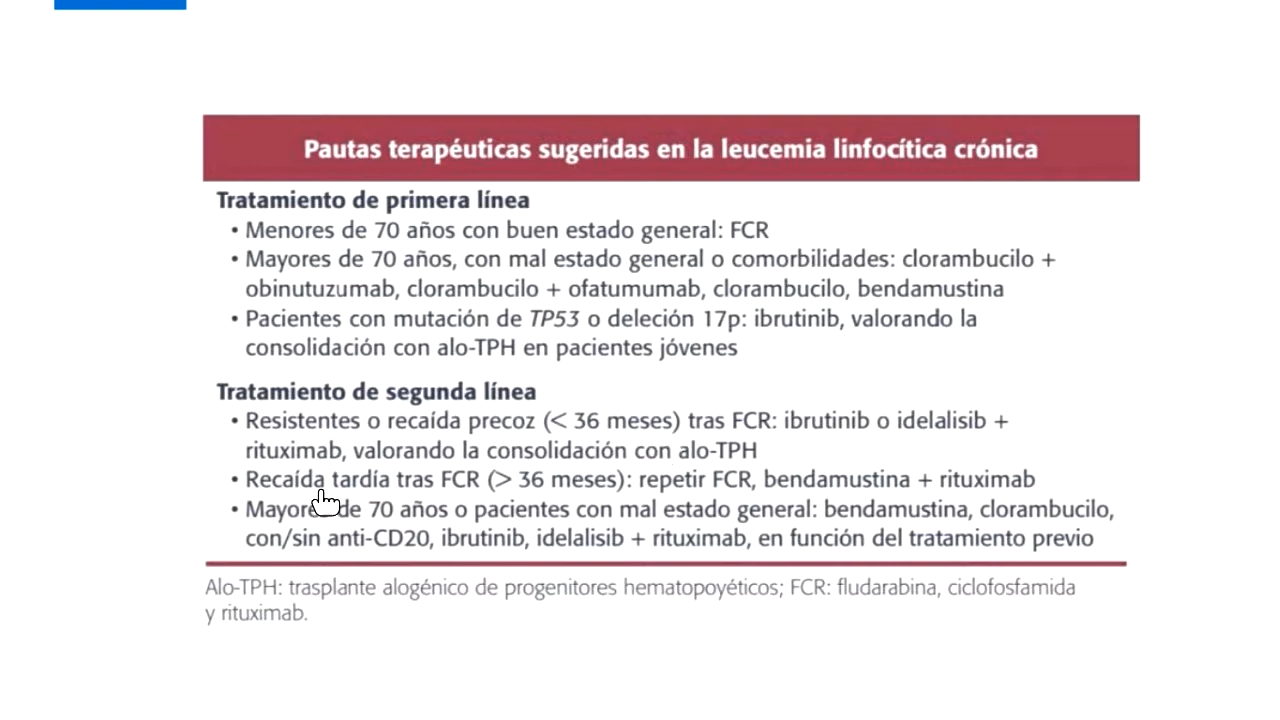 Pautas terapéuticas sugeridas en la leucemia linfocítica crónica
Tratamiento de primera línea
• Menores de 70 años con buen estado general: FCR
• Mayores de 70 años, con mal estado general o comorbilidades: clorambucilo +
obinutuzumab, clorambucilo + ofatumumab, clorambucilo, bendamustina
• Pacientes con mutación de TP53 o deleción 17p: ibrutinib, valorando la
consolidación con alo-TPH en pacientes jóvenes
Tratamiento de segunda línea
• Resistentes o recaída precoz (< 36 meses) tras FCR: ibrutinib o idelalisib +
rituximab, valorando la consolidación con alo-TPH
• Recaída tardía tras FCR (> 36 meses): repetir FCR, bendamustina + rituximab
• Mayores de 70 años o pacientes con mal estado general: bendamustina, clorambucilo,
con/sin anti-CD20, ibrutinib, idelalisib + rituximab, en función del tratamiento previo
Alo-TPH: trasplante alogénico de progenitores hematopoyéticos; FCR: fludarabina, ciclofosfamida
y rituximab.